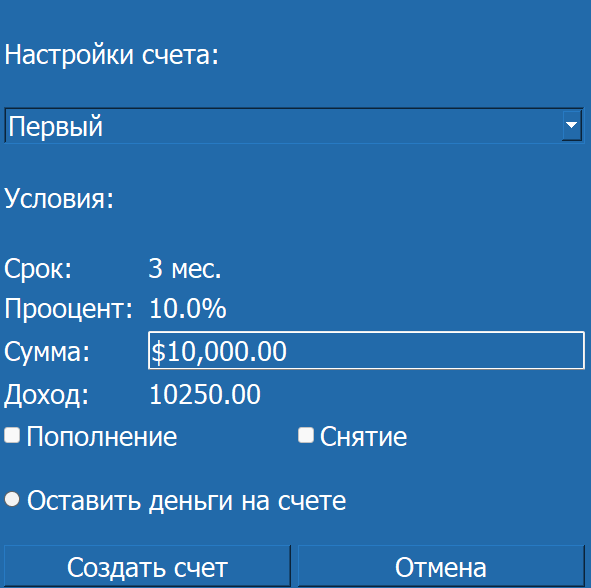 Настройки счета:
Первый
Условия:
Срок: 3 мес.
Прооцент: 10.0%
Сумма: $10,000.00
Доход: 10250.00
Пополнение Снятие
Оставить деньги на счете
Создать счет Отмена